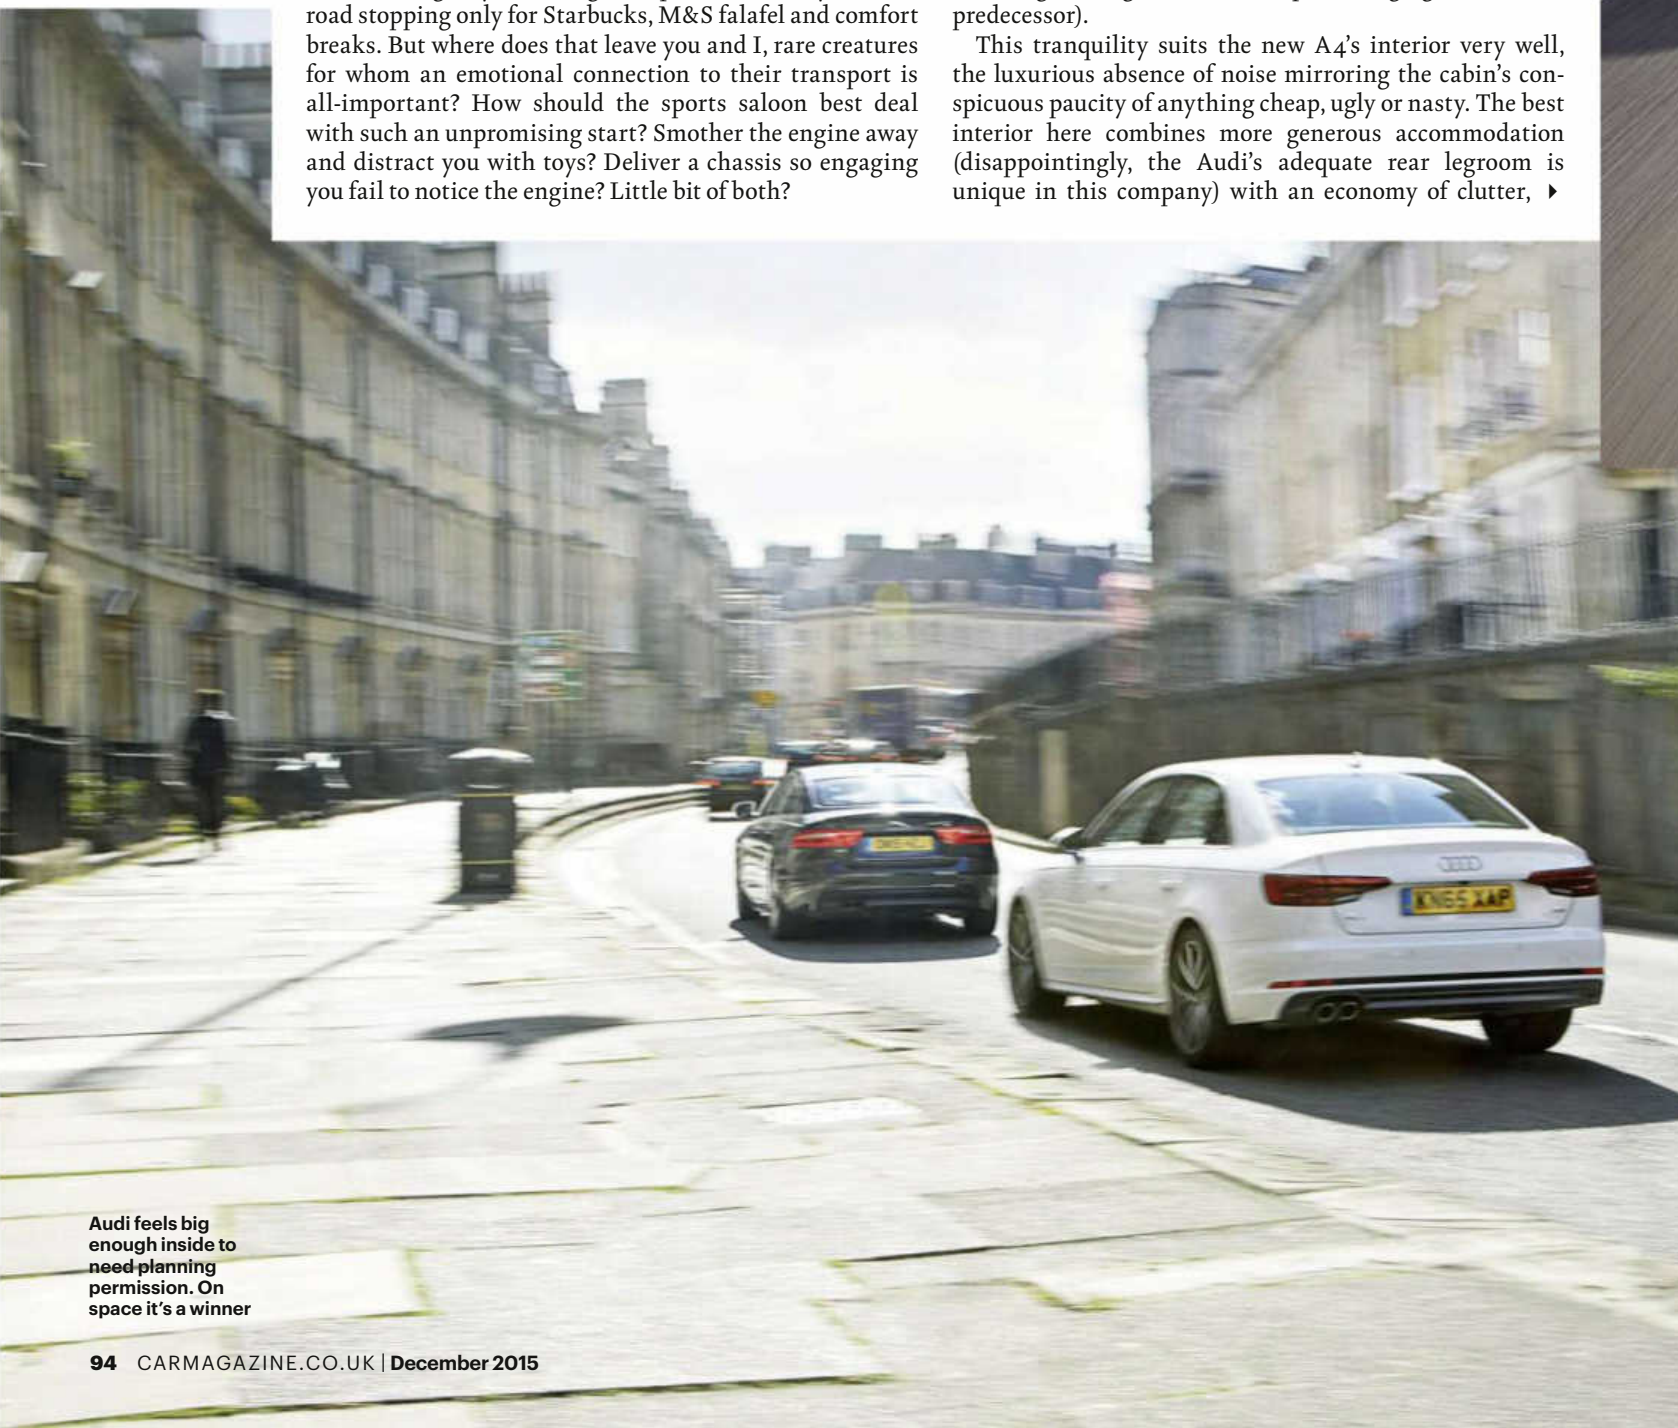 road stopping only for Starbucks, M&S falafel and comfort
breaks. But where does that leave you and I, rare creatures
for whom an emotional connection to their transport is
all-important? How should the sports saloon best deal
with such an unpromising start? Smother the engine away
and distract you with toys? Deliver a chassis so engaging
you fail to notice the engine? Little bit of both?
predecessor).
This tranquility suits the new A4's interior very well,
the luxurious absence of noise mirroring the cabin's con-
spicuous paucity of anything cheap, ugly or nasty. The best
interior here combines more generous accommodation
(disappointingly, the Audi's adequate rear legroom is
unique in this company) with an economy of clutter,
KN65 XAP
Audi feels big
enough inside to
need planning
permission. On
space it's a winner
94 CARMAGAZINE.CO.UK | December 2015